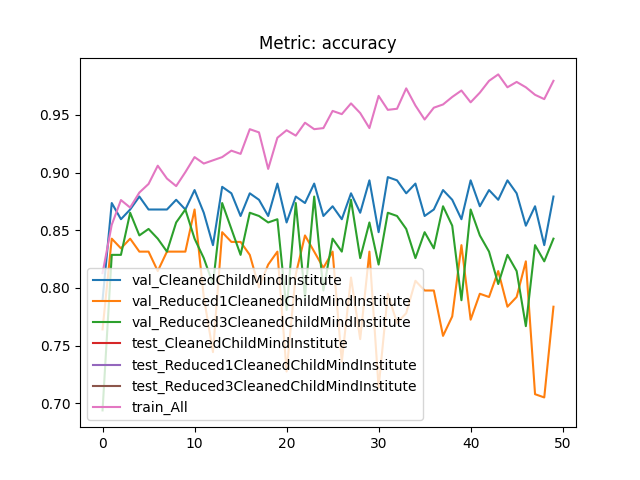 Metric: accuracy
0.95
0.90
0.85
0.80
0.75
0.70
val_CleanedChildMindInstitute
val_Reduced1CleanedChildMindInstitute
val_Reduced3CleanedChildMindInstitute
test_CleanedChildMindInstitute
test_Reduced1CleanedChildMindInstitute
test_Reduced3CleanedChildMindInstitute
train_All
0 10 20 30 40 50